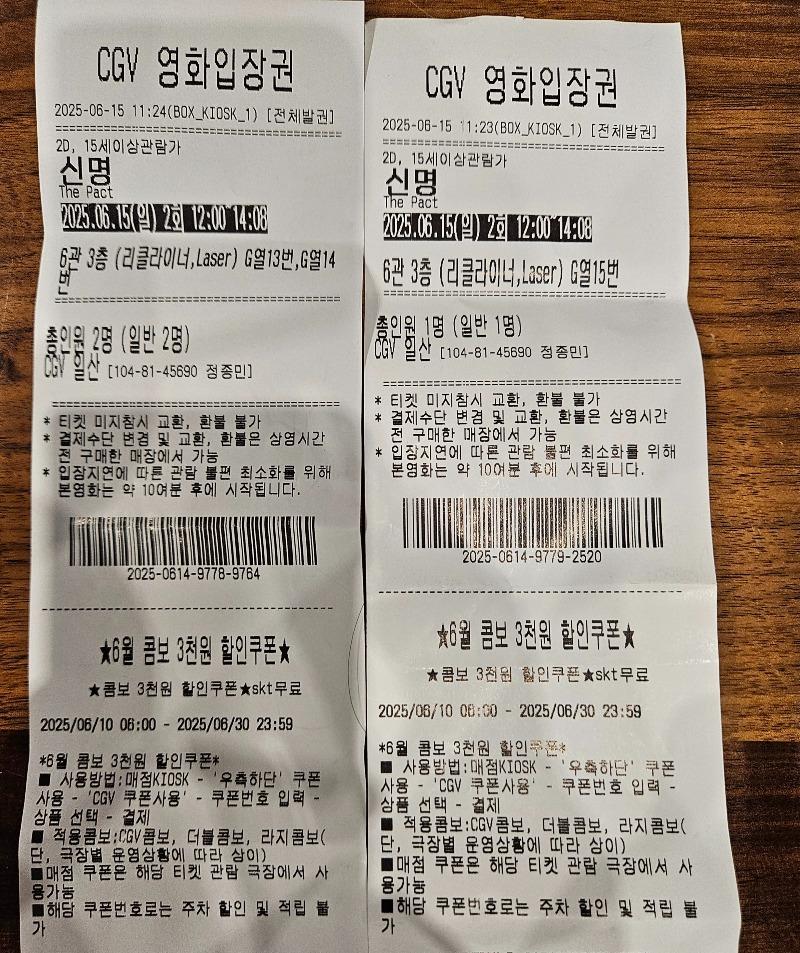 CGV 영화입장권
2025-06-15 11:24(BOX_KIOSK_1) [전체발권]
2D, 15세이상관람가
신명
The Pact
2025.06.15(일) 2회 12:00~14:08
6관 3층 (리클라이너,Laser) G열13번,G열14
번
총인원 2명 (일반 2명)
CGV 일산 [104-81-45690 정종민]
* 티켓 미지참시 교환, 환불 불가
* 결제수단 변경 및 교환, 환불은 상영시간
전 구매한 매장에서 가능
* 입장지연에 따른 관람 불편 최소화를 위해
본영화는 약 10여분 후에 시작됩니다.
2025-0614-9778-9764
★6월 콤보 3천원 할인쿠폰★
★콤보 3천원 할인쿠폰★skt무료
2025/06/10 06:00 - 2025/06/30 23:59
*6월 콤보 3천원 할인쿠폰*
■ 사용방법:매점KIOSK - '우측하단' 쿠폰
사용 - 'CGV 쿠폰사용' - 쿠폰번호 입력 -
상품 선택 - 결제
■ 적용콤보:CGV콤보, 더블콤보, 라지콤보(
단, 극장별 운영상황에 따라 상이)
■매점 쿠폰은 해당 티켓 관람 극장에서 사
용가능
■해당 쿠폰번호로는 주차 할인 및 적립 불
가
CGV 영화입장권
2025-06-15 11:23(BOX_KIOSK_1) [전체발권]
2D, 15세이상관람가
신명
The Pact
2025.06.15(일) 2회 12:00~14:08
6관 3층 (리클라이너,Laser) G열15번
총인원 1명 (일반 1명)
CGV 일산 [104-81-45690 정종민]
* 티켓 미지참시 교환, 환불 불가
* 결제수단 변경 및 교환, 환불은 상영시간
전 구매한 매장에서 가능
* 입장지연에 따른 관람 불편 최소화를 위해
본영화는 약 10여분 후에 시작됩니다.
2025-0614-9779-2520
★6월 콤보 3천원 할인쿠폰★
★콤보 3천원 할인쿠폰★skt무료
2025/06/10 06:00 - 2025/06/30 23:59
*6월 콤보 3천원 할인쿠폰*
■ 사용방법:매점KIOSK - '우측하단' 쿠폰
사용 - 'CGV 쿠폰사용' - 쿠폰번호 입력 -
상품 선택 - 결제
■ 적용콤보:CGV콤보, 더블콤보, 라지콤보(
단, 극장별 운영상황에 따라 상이)
■매점 쿠폰은 해당 티켓 관람 극장에서 사
용가능
■해당 쿠폰번호로는 주차 할인 및 적립 불
가